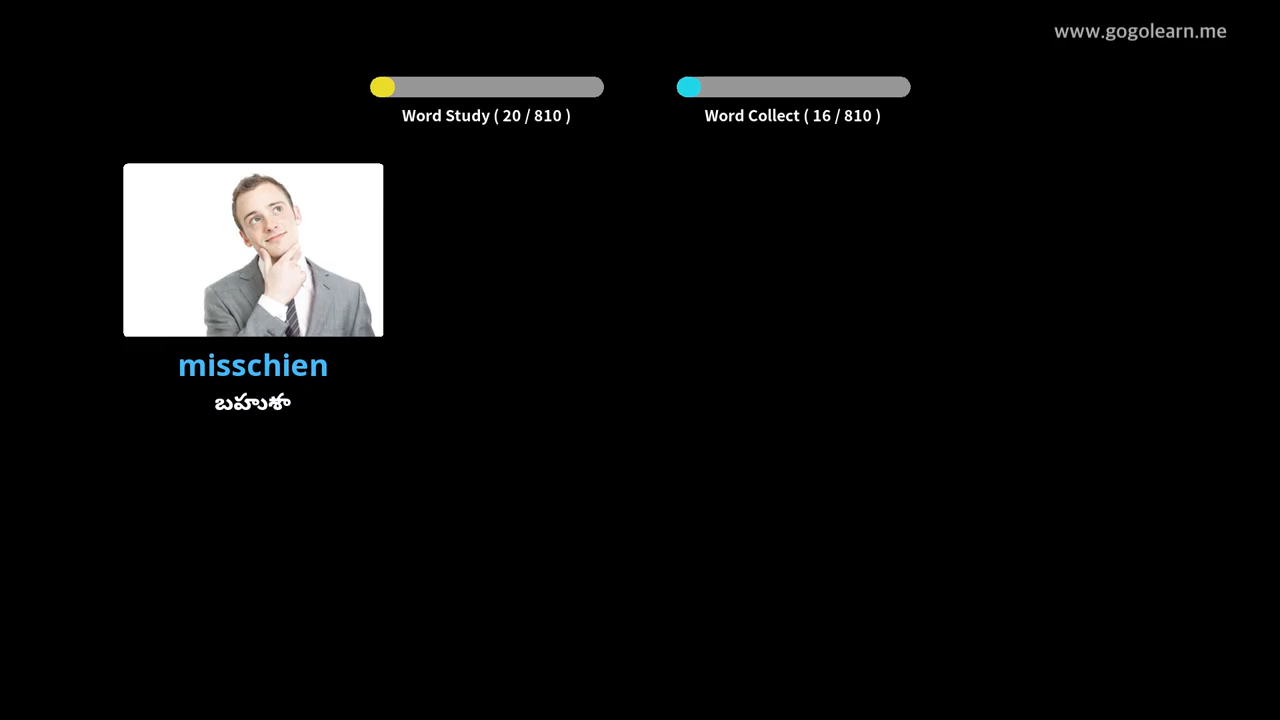 www.gogolearn.me
Word Study ( 20 / 810 )
Word Collect ( 16 / 810 )
misschien
బహుశా